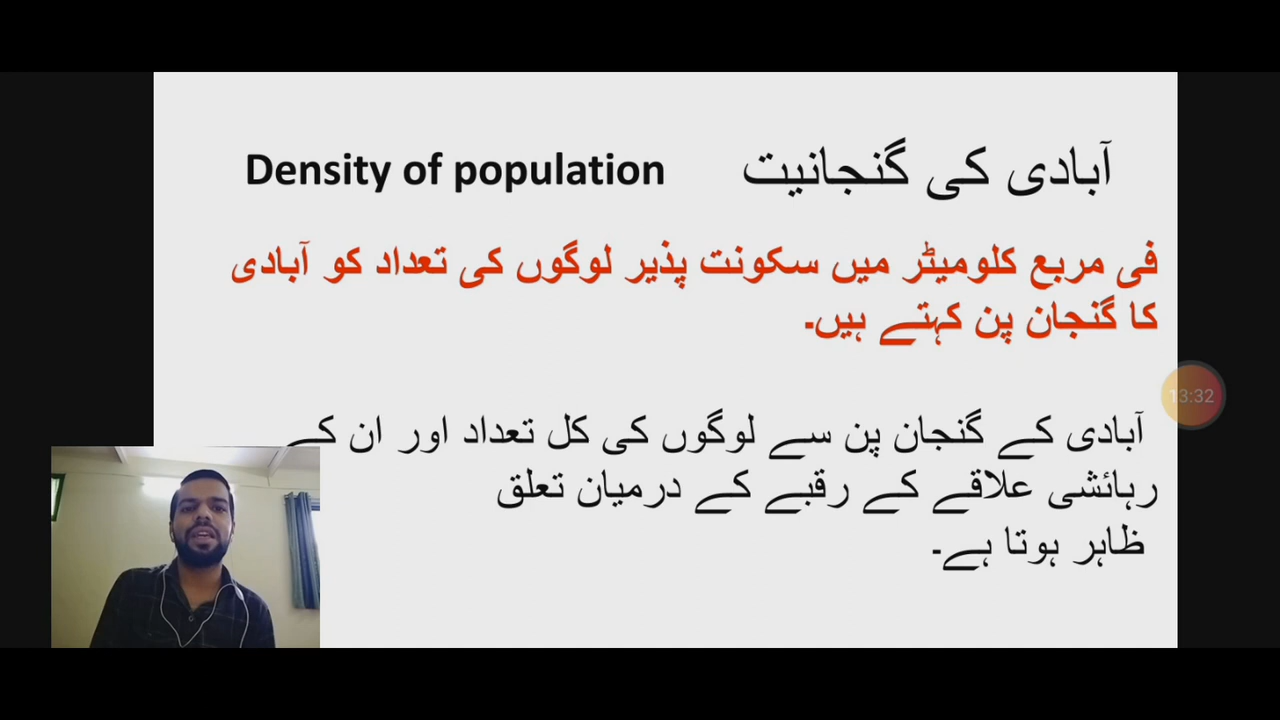 آبادی کی گنجانیت Density of population
فی مربع کلومیٹر میں سکونت پذیر لوگوں کی تعداد کو آبادی
کا گنجان پن کہتے ہیں۔
آبادی کے گنجان پن سے لوگوں کی کل تعداد اور ان کے
رہائشی علاقے کے رقبے کے درمیان تعلق
ظاہر ہوتا ہے۔
13:32